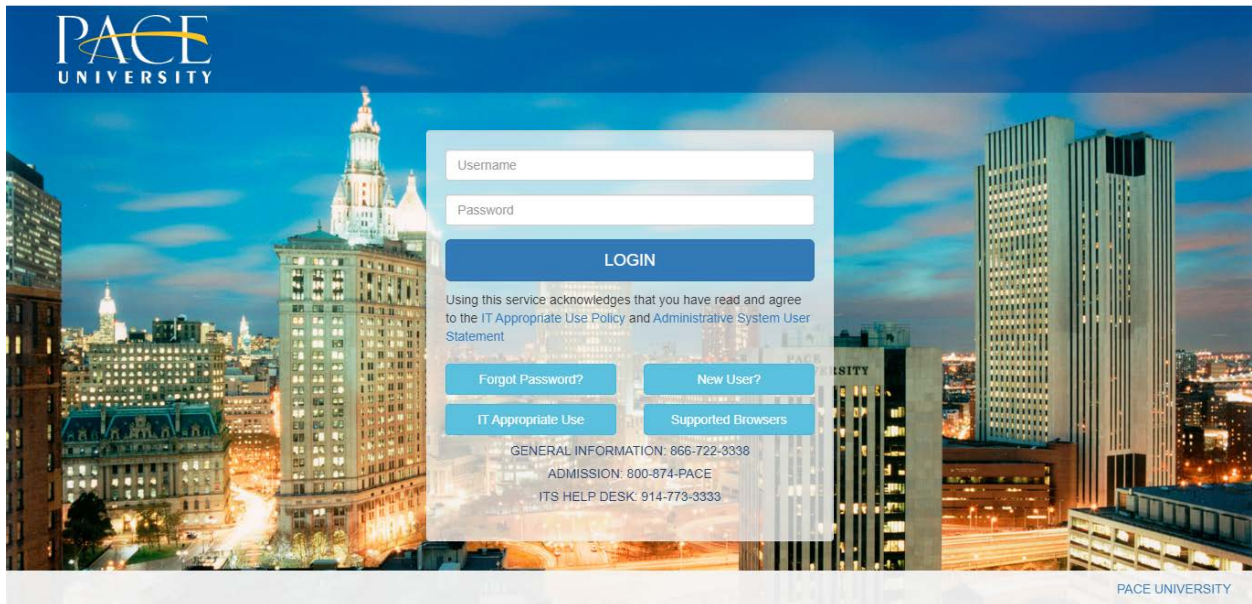 PACE
UNIVERSITY
Username
Password
LOGIN
Using this service acknowledges that you have read and agree
to the IT Appropriate Use Policy and Administrative System User
Statement
PACE
Forgot Password?
New User?
IT Appropriate Use
Supported Browsers
GENERAL INFORMATION: 866-722-3338
ADMISSION: 800-874-PACE
ITS HELP DESK: 914-773-3333
PACE UNIVERSITY